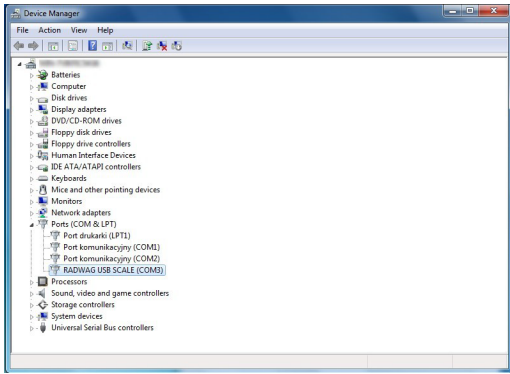 Device Manager
File Action View Help
Batteries
Computer
Disk drives
Display adapters
DVD/CD-ROM drives
Floppy disk drives
Floppy drive controllers
Human Interface Devices
IDE ATA/ATAPI controllers
Keyboards
Mice and other pointing devices
Monitors
Network adapters
Ports (COM & LPT)
Port drukarki (LPT1)
Port komunikacyjny (COM1)
Port komunikacyjny (COM2)
RADWAG USB SCALE (COM3)
Processors
Sound, video and game controllers
Storage controllers
System devices
Universal Serial Bus controllers